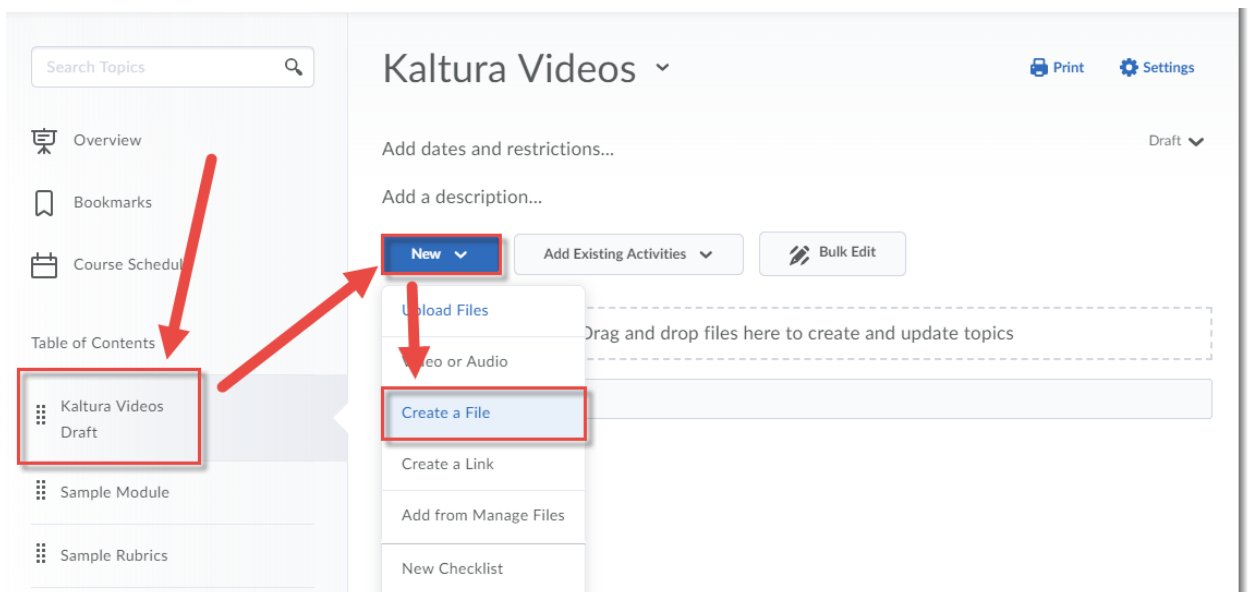 Search Topics
Overview
Bookmarks
Course Schedul
Table of Contents
Kaltura Videos
Draft
Sample Module
Sample Rubrics
Kaltura Videos
Print
Settings
Add dates and restrictions...
Draft
Add a description...
New
Add Existing Activities
Bulk Edit
Upload Files
Video or Audio
Create a File
Create a Link
Add from Manage Files
New Checklist
Drag and drop files here to create and update topics